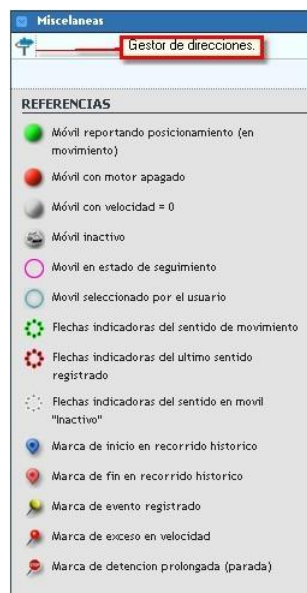 Miscelaneas
Gestor de direcciones.
REFERENCIAS
Móvil reportando posicionamiento (en
movimiento)
Móvil con motor apagado
Móvil con velocidad = 0
Móvil inactivo
Movil en estado de seguimiento
Movil seleccionado por el usuario
Flechas indicadoras del sentido de movimiento
Flechas indicadoras del ultimo sentido
registrado
Flechas indicadoras del sentido en movil
"Inactivo"
Marca de inicio en recorrido historico
Marca de fin en recorrido historico
Marca de evento registrado
Marca de exceso en velocidad
Marca de detencion prolongada (parada)